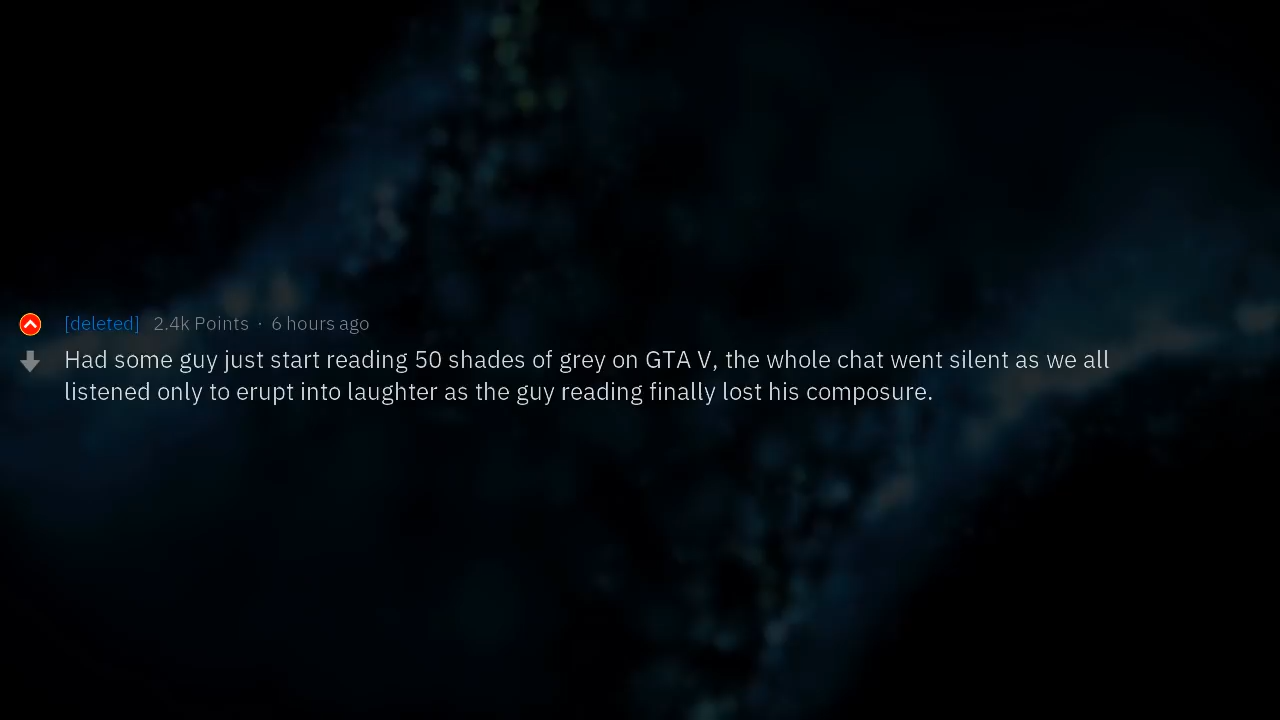 [deleted] 2.4k Points · 6 hours ago
Had some guy just start reading 50 shades of grey on GTA V, the whole chat went silent as we all
listened only to erupt into laughter as the guy reading finally lost his composure.